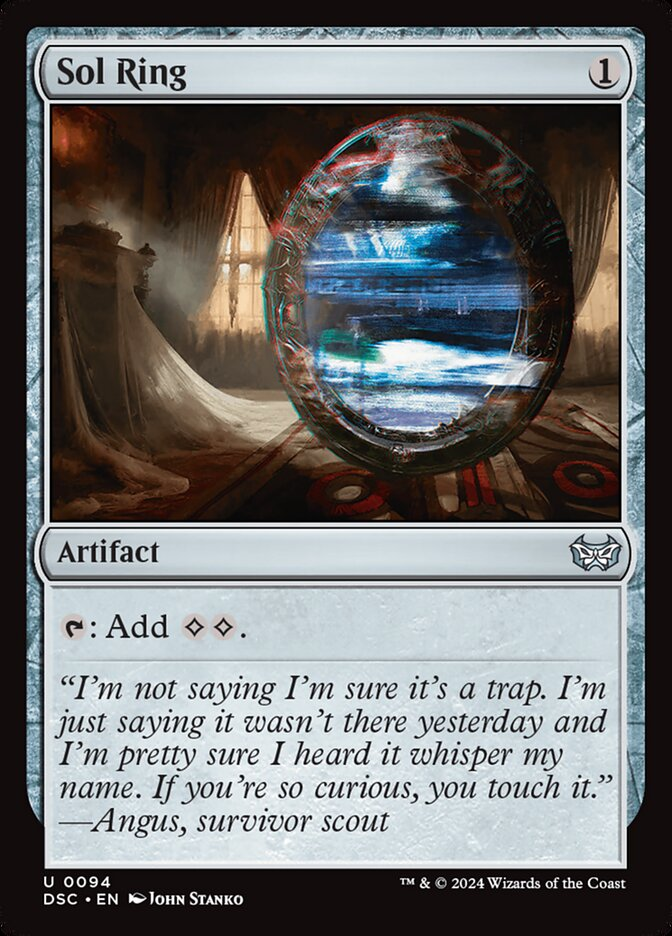 Sol Ring
1
Artifact
: Add .
“I’m not saying I’m sure it’s a trap. I’m
just saying it wasn’t there yesterday and
I’m pretty sure I heard it whisper my
name. If you’re so curious, you touch it.”
—Angus, survivor scout
U 0094
DSC • EN John Stanko
™ & © 2024 Wizards of the Coast